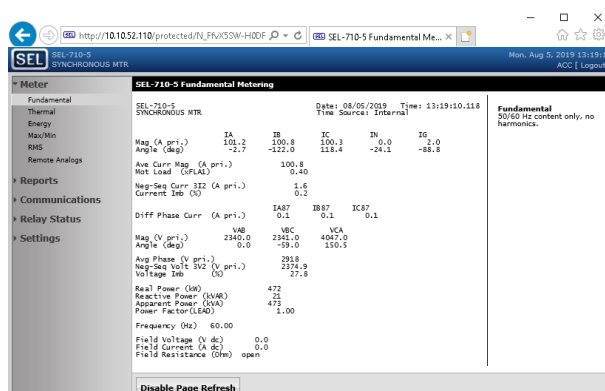 http://10.10.52.110/protected/N_FfvX5SW-H0DF
SEL-710-5 Fundamental Me...
SEL SEL-710-5
SYNCHRONOUS MTR
Mon, Aug 5, 2019 13:19:1
ACC [ Logout
Meter
Fundamental
Thermal
Energy
Max/Min
RMS
Remote Analogs
Reports
Communications
Relay Status
Settings
SEL-710-5 Fundamental Metering
SEL-710-5 Date: 08/05/2019 Time: 13:19:10.118
SYNCHRONOUS MTR Time Source: Internal
IA IB IC IN IG
Mag (A pri.) 101.2 100.8 100.3 0.0 2.0
Angle (deg) -2.7 -122.0 118.4 -24.1 -88.8
Ave Curr Mag (A pri.) 100.8
Mot Load (xFLA1) 0.40
Neg-Seq Curr 3I2 (A pri.) 1.6
Current Imb (%) 0.2
IA87 IB87 IC87
Diff Phase Curr (A pri.) 0.1 0.1 0.1
VAB VBC VCA
Mag (V pri.) 2340.0 2341.0 4047.0
Angle (deg) 0.0 -59.0 150.5
Avg Phase (V pri.) 2918
Neg-Seq Volt 3V2 (V pri.) 2374.9
Voltage Imb (%) 27.8
Real Power (kW) 472
Reactive Power (kVAR) 21
Apparent Power (kVA) 473
Power Factor(LEAD) 1.00
Frequency (Hz) 60.00
Field Voltage (V dc) 0.0
Field Current (A dc) 0.0
Field Resistance (Ohm) open
Fundamental
50/60 Hz content only, no
harmonics.
Disable Page Refresh